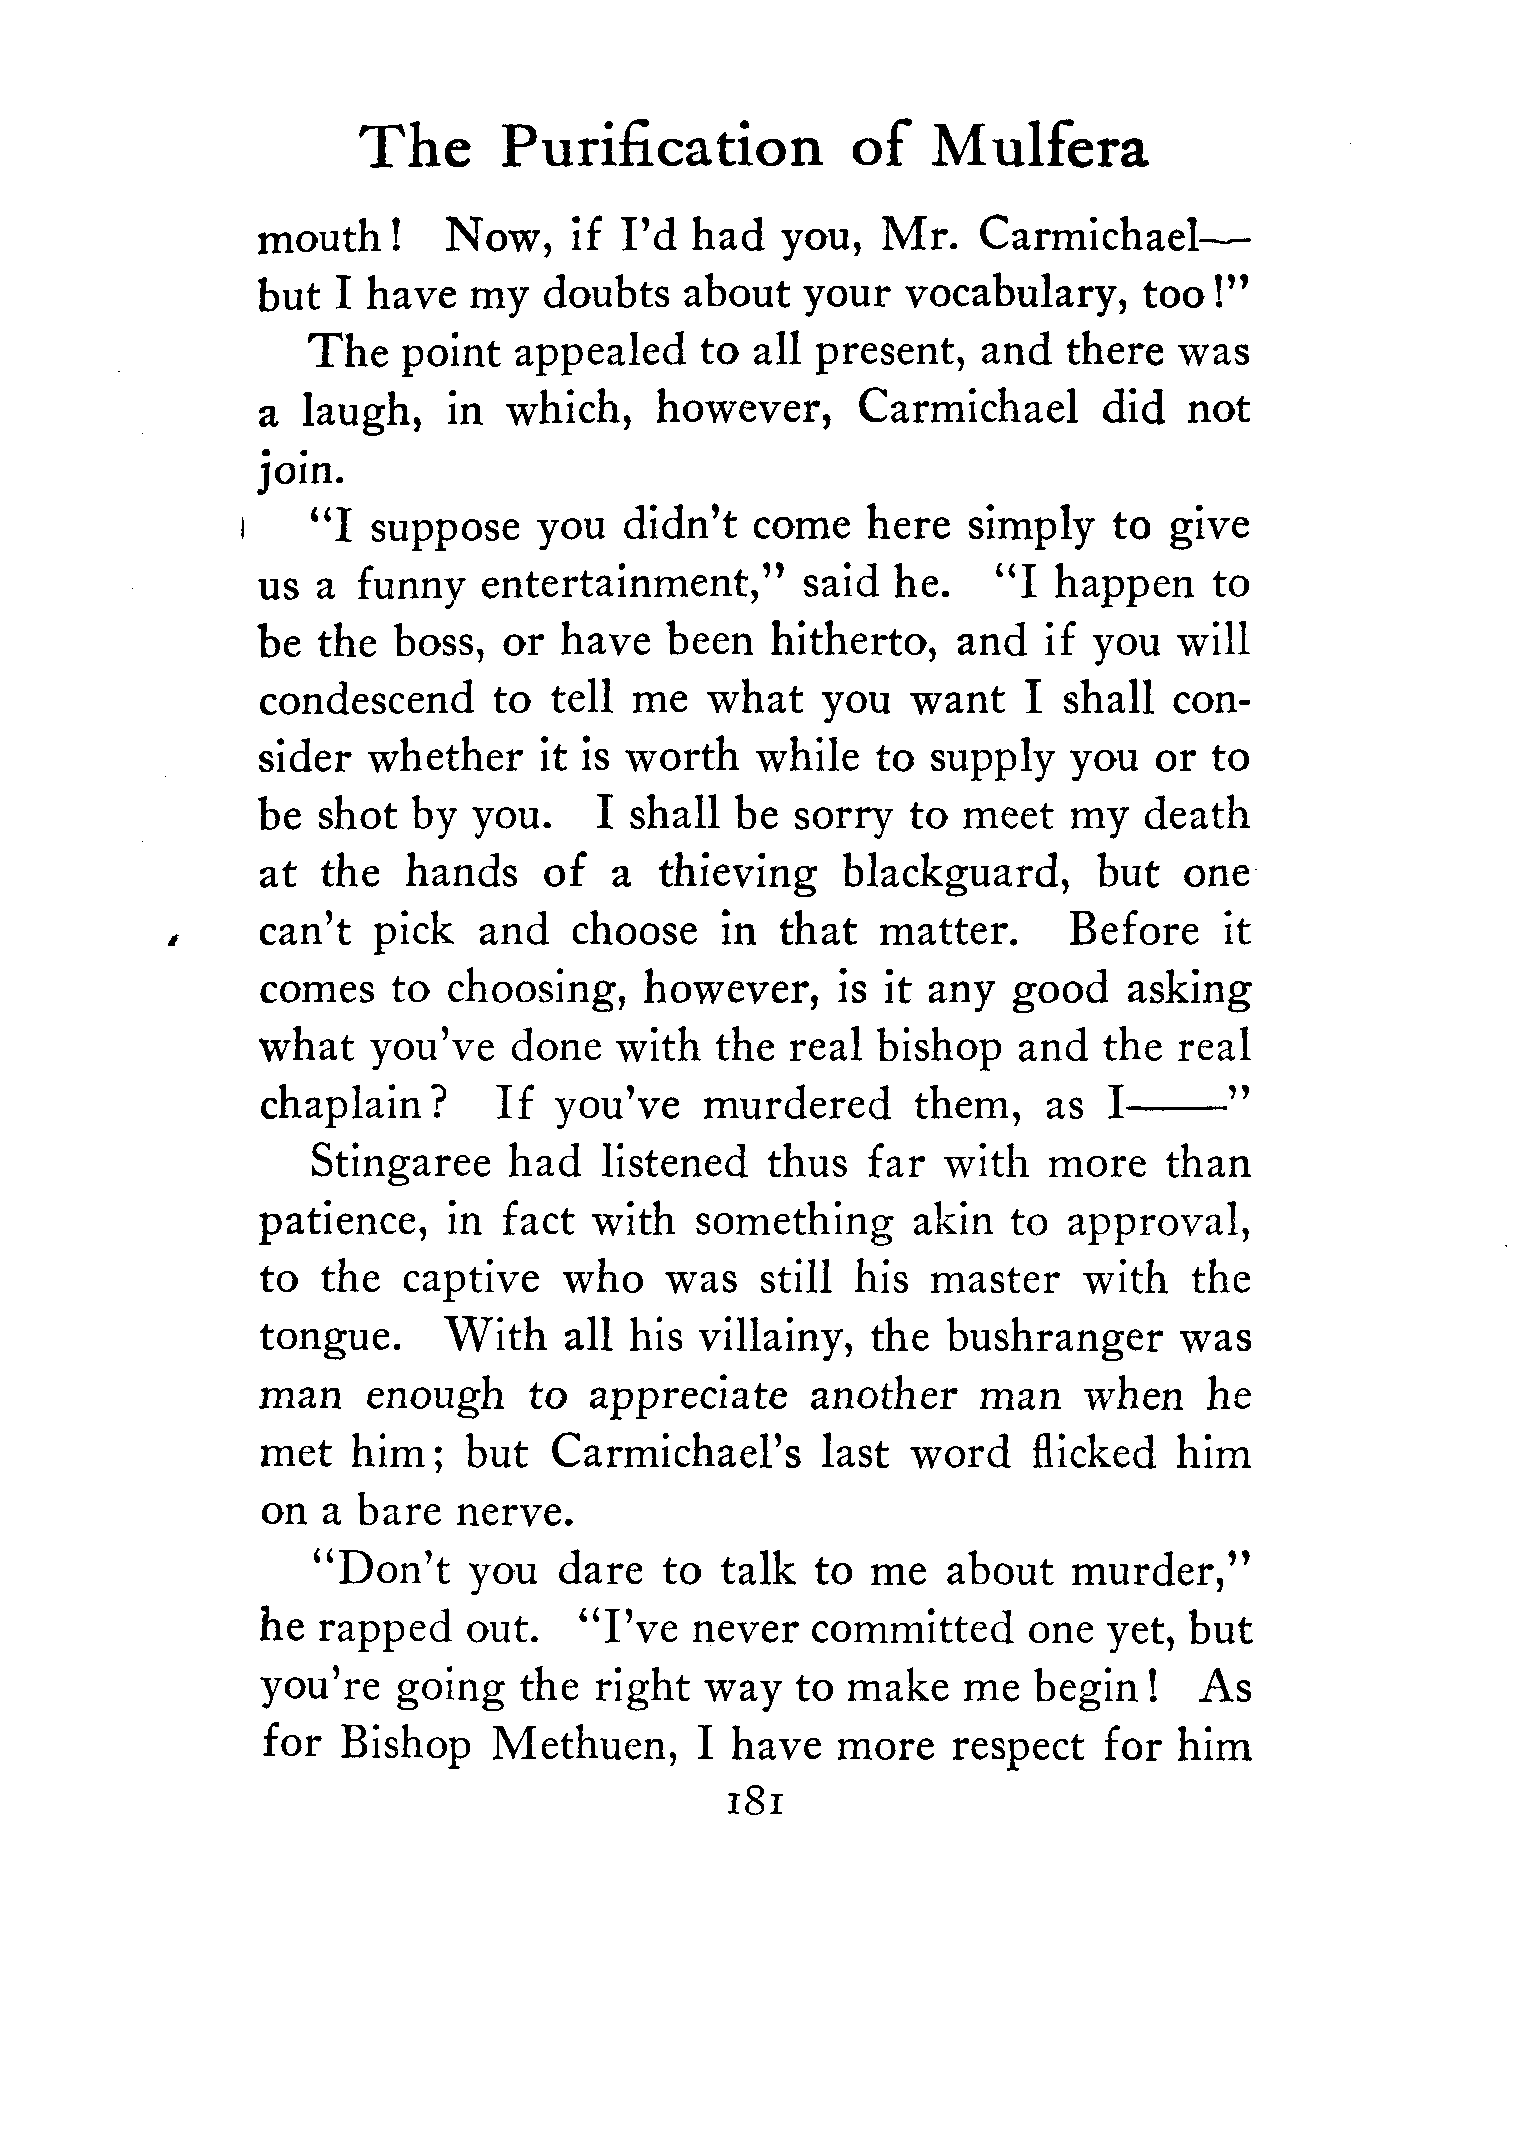 The Purification of Mulfera
mouth! Now, if I'd had you, Mr. Carmichael—
but I have my doubts about your vocabulary, too!"
The point appealed to all present, and there was
a laugh, in which, however, Carmichael did not
join.
"I suppose you didn't come here simply to give
us a funny entertainment," said he. "I happen to
be the boss, or have been hitherto, and if you will
condescend to tell me what you want I shall con-
sider whether it is worth while to supply you or to
be shot by you. I shall be sorry to meet my death
at the hands of a thieving blackguard, but one
can't pick and choose in that matter. Before it
comes to choosing, however, is it any good asking
what you've done with the real bishop and the real
chaplain? If you've murdered them, as I——"
Stingaree had listened thus far with more than
patience, in fact with something akin to approval,
to the captive who was still his master with the
tongue. With all his villainy, the bushranger was
man enough to appreciate another man when he
met him; but Carmichael's last word flicked him
on a bare nerve.
"Don't you dare to talk to me about murder,"
he rapped out. "I've never committed one yet, but
you're going the right way to make me begin! As
for Bishop Methuen, I have more respect for him
181